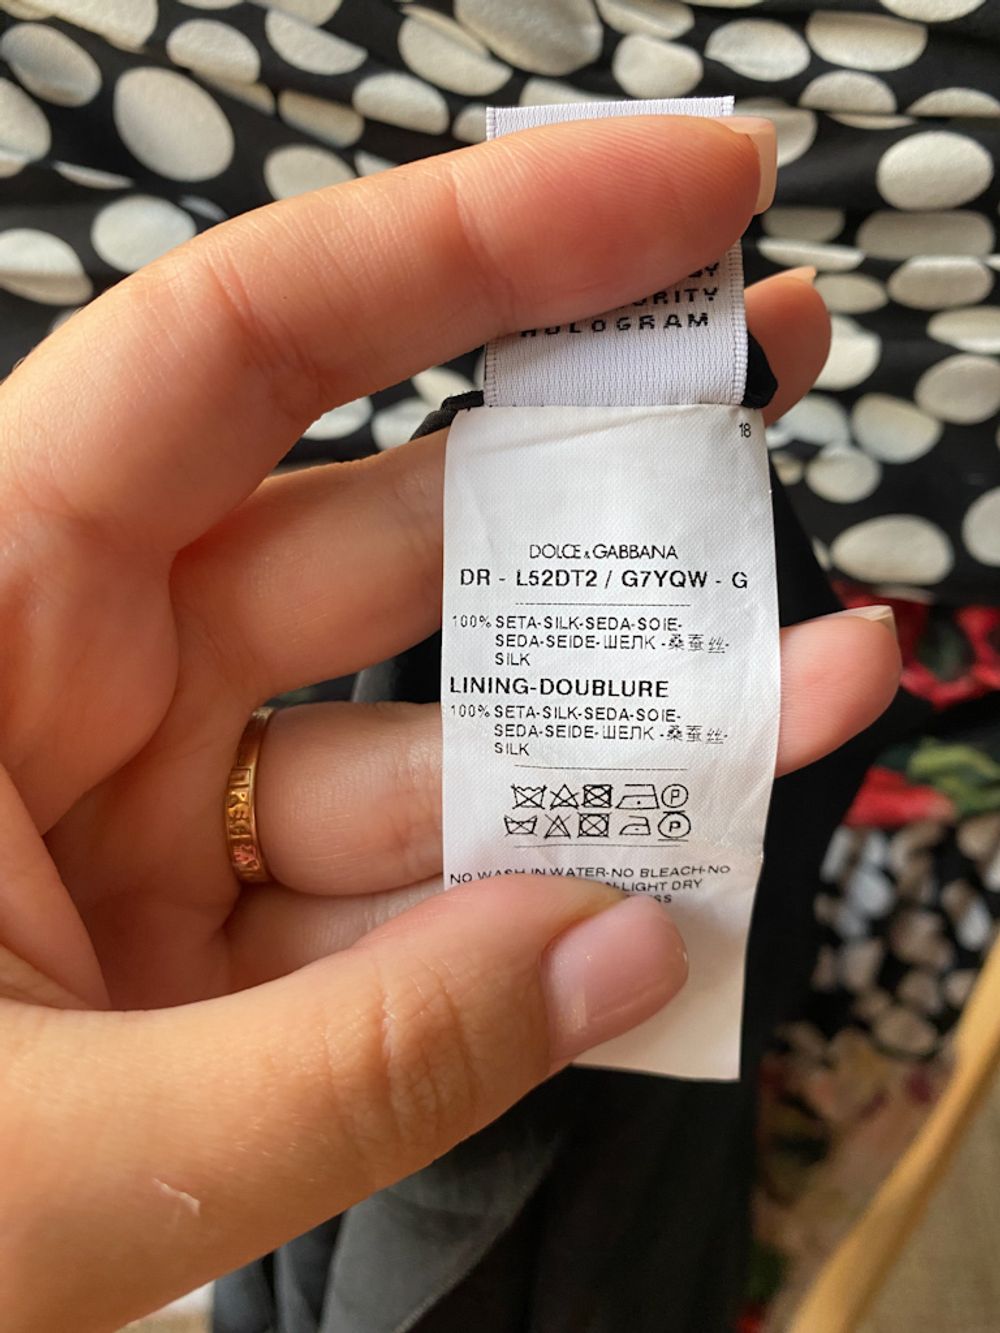 HOLOGRAM
18
DOLCE & GABBANA
DR - L52DT2 / G7YQW - G
100% SETA-SILK-SEDA-SOIE-
SEDA-SEIDE-ШЕЛК -桑蚕丝-
SILK
LINING-DOUBLURE
100% SETA-SILK-SEDA-SOIE-
SEDA-SEIDE-ШЕЛК -桑蚕丝-
SILK
P
P
NO WASH IN WATER-NO BLEACH-NO
LIGHT DRY